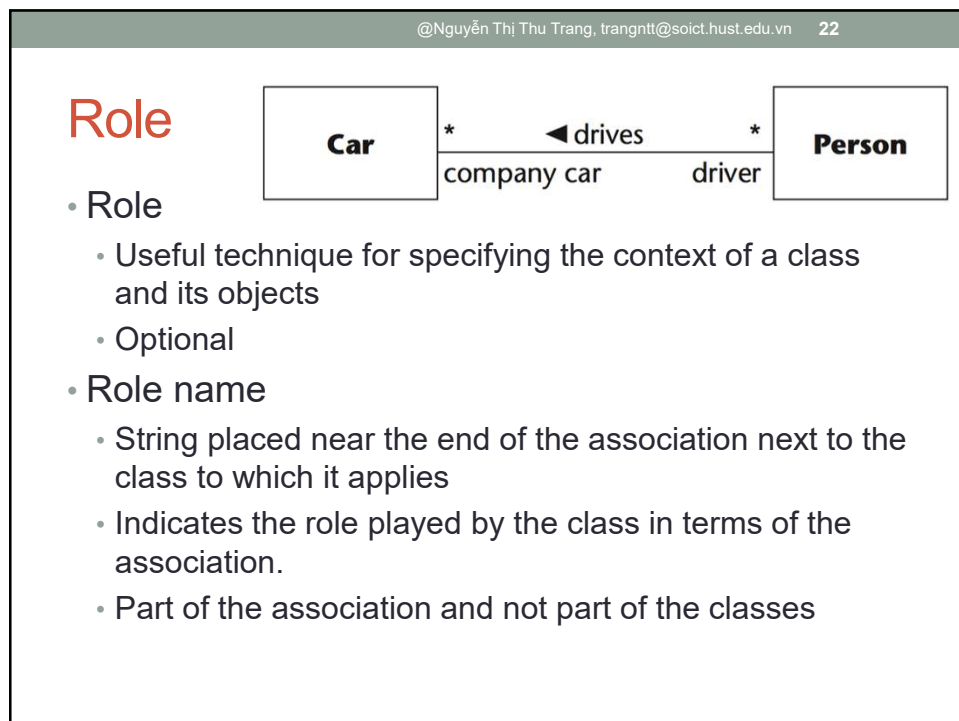 @Nguyễn Thị Thu Trang, trangntt@soict.hust.edu.vn 22
Role
Car
* ◄ drives *
company car driver
Person
• Role
• Useful technique for specifying the context of a class
and its objects
• Optional
• Role name
• String placed near the end of the association next to the
class to which it applies
• Indicates the role played by the class in terms of the
association.
• Part of the association and not part of the classes